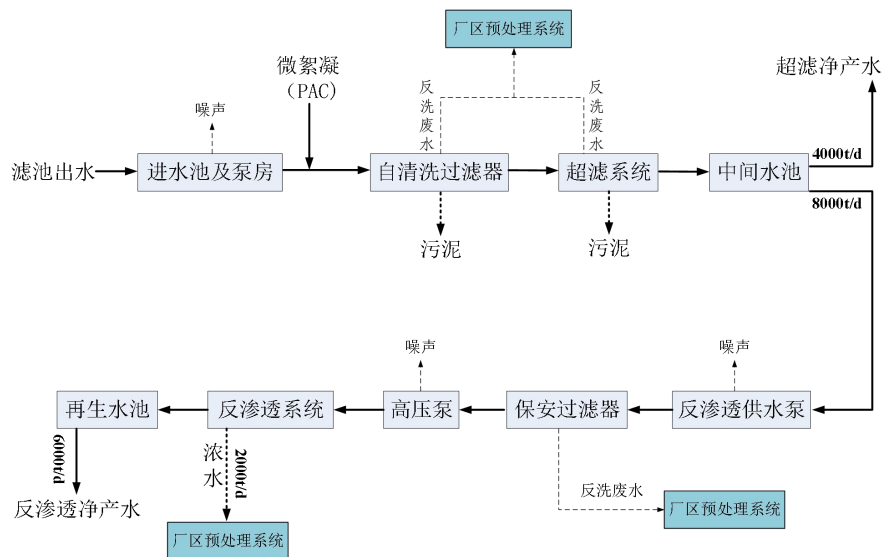 厂区预处理系统
微絮凝
（PAC）
超滤净产水
噪声
反洗废水
反洗废水
滤池出水
进水池及泵房
自清洗过滤器
超滤系统
中间水池
4000t/d
8000t/d
污泥
污泥
噪声
噪声
再生水池
反渗透系统
高压泵
保安过滤器
反渗透供水泵
6000t/d
浓水
2000t/d
反洗废水
反渗透净产水
厂区预处理系统
厂区预处理系统